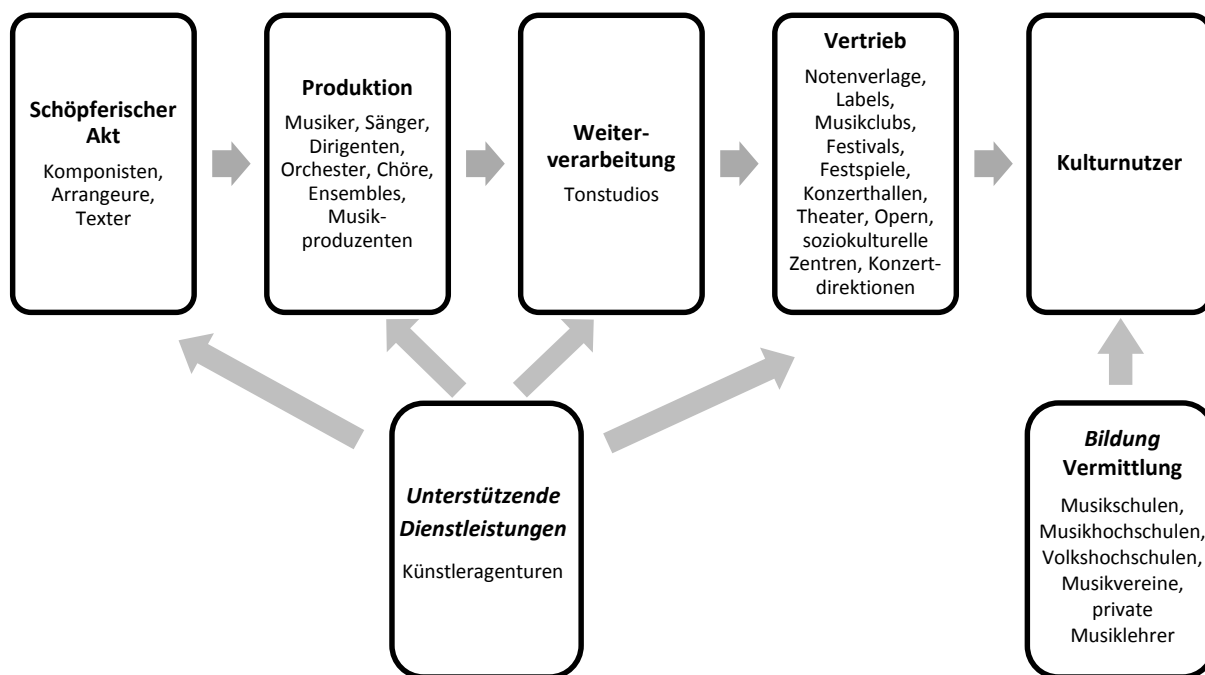 Schöpferischer
Akt
Komponisten,
Arrangeure,
Texter
Produktion
Musiker, Sänger,
Dirigenten,
Orchester, Chöre,
Ensembles,
Musik-
produzenten
Weiter-
verarbeitung
Tonstudios
Vertrieb
Notenverlage,
Labels,
Musikclubs,
Festivals,
Festspiele,
Konzerthallen,
Theater, Opern,
soziokulturelle
Zentren, Konzert-
direktionen
Kulturnutzer
Unterstützende
Dienstleistungen
Künstleragenturen
Bildung
Vermittlung
Musikschulen,
Musikhochschulen,
Volkshochschulen,
Musikvereine,
private
Musiklehrer